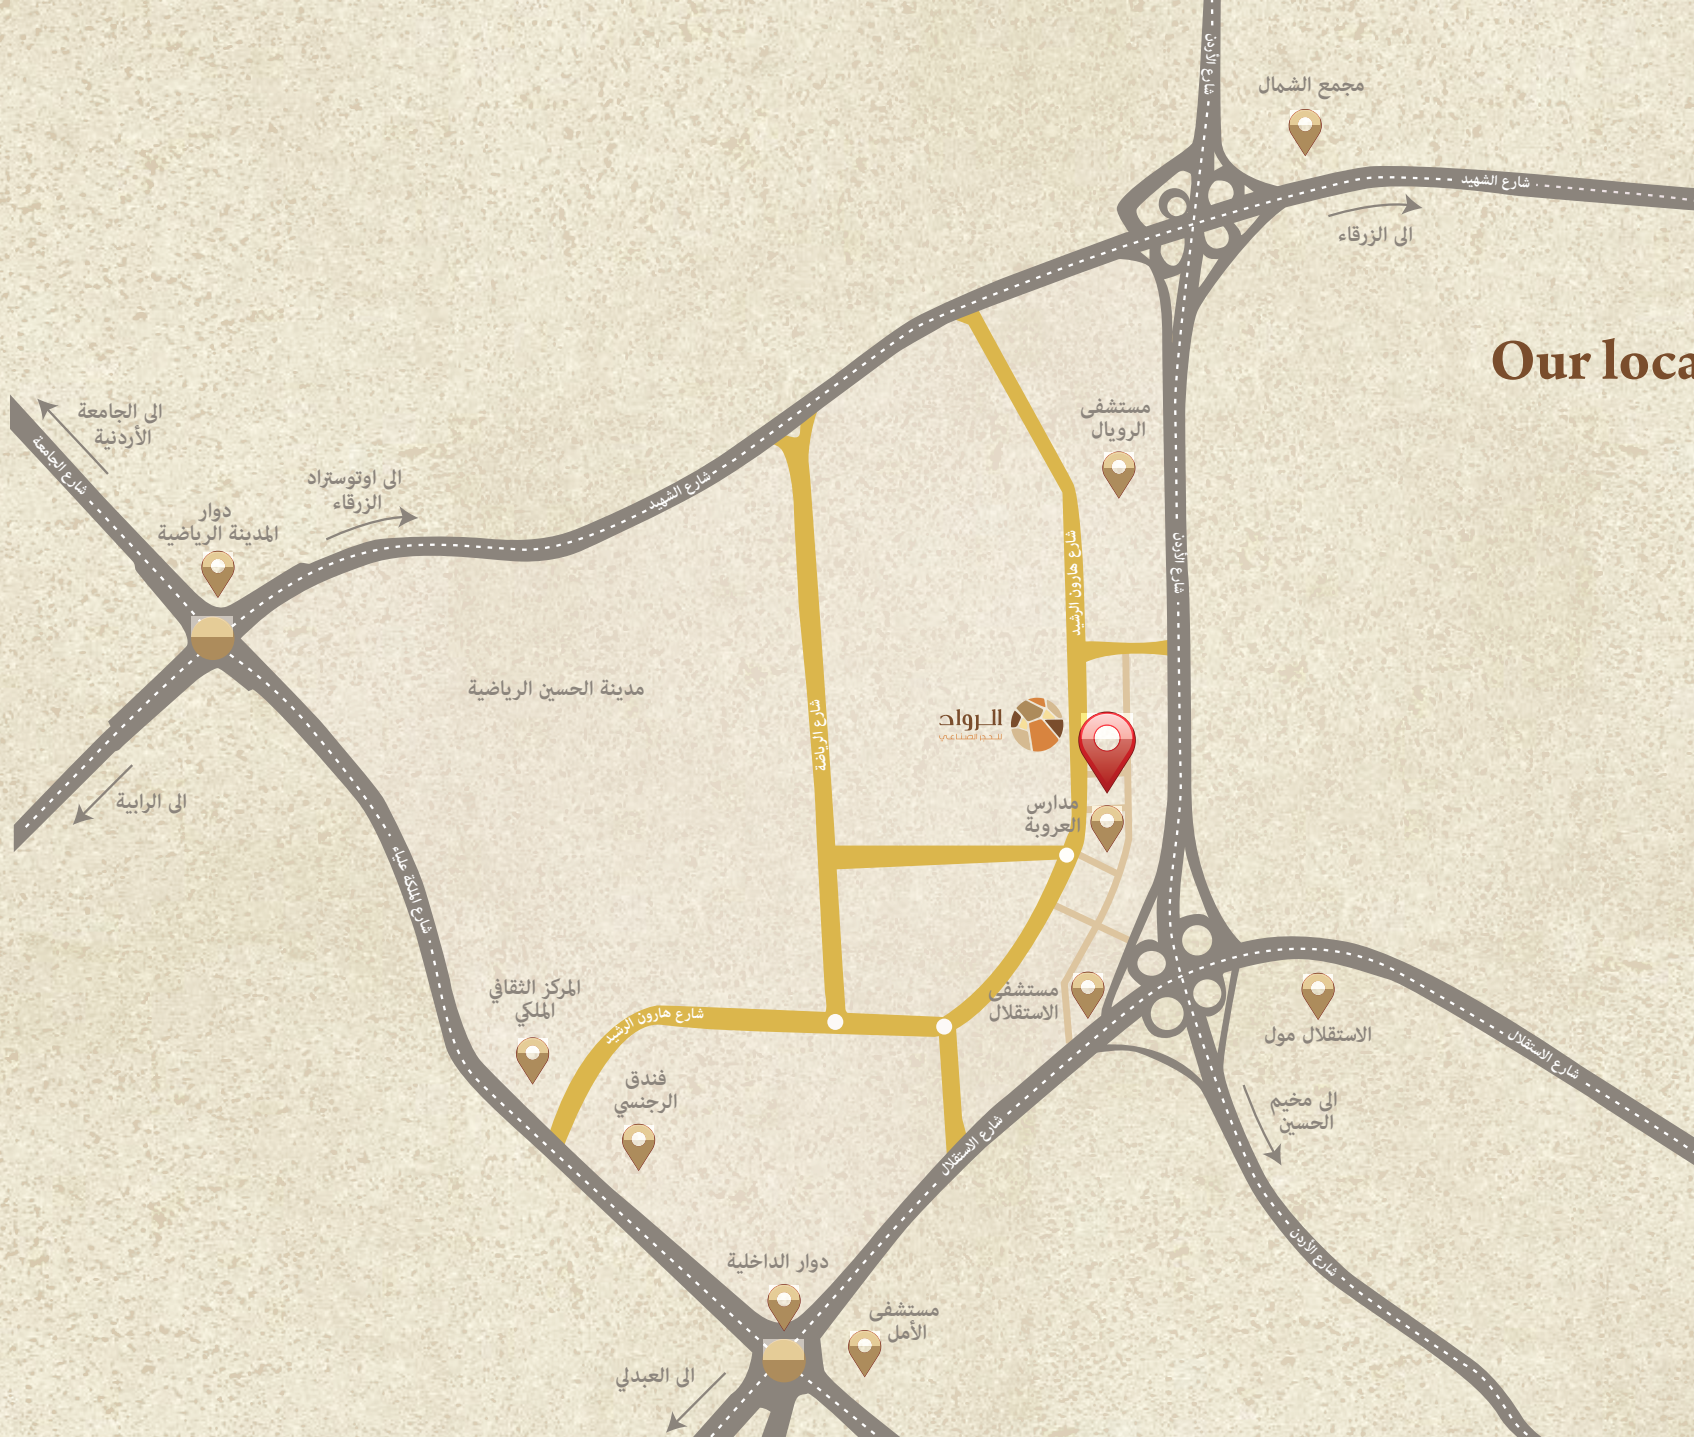 شارع الأردن
مجمع الشمال
شارع الشهيد
الى الزرقاء
Our loca
مستشفى
الرويال
الى الجامعة
الأردنية
شارع الجامعة
الى اوتوستراد
الزرقاء
شارع الشهيد
دوار
المدينة الرياضية
شارع هارون الرشيد
شارع الأردن
مدينة الحسين الرياضية
شارع الرياضة
الـرواد
للحجر الصناعي
الى الرابية
مدارس
العروبة
شارع الملكة علياء
المركز الثقافي
الملكي
شارع هارون الرشيد
مستشفى
الاستقلال
الاستقلال مول
شارع الاستقلال
فندق
الرجنسي
الى مخيم
الحسين
شارع الاستقلال
شارع الأردن
دوار الداخلية
مستشفى
الأمل
الى العبدلي